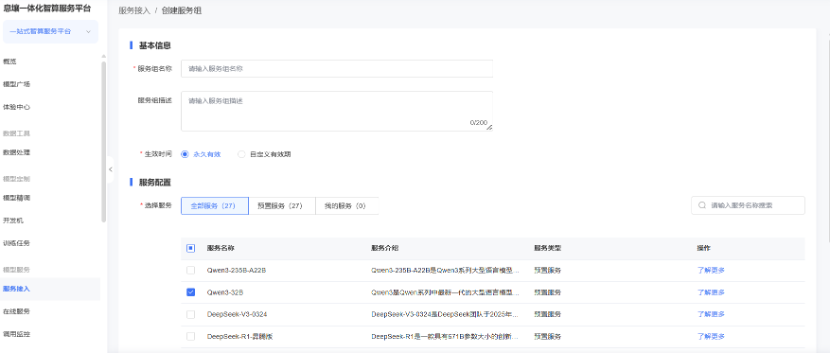 息壤一体化智算服务平台
一站式智算服务平台
概览
模型广场
体验中心
数据工具
数据处理
模型定制
模型精调
开发机
训练任务
模型服务
服务接入
在线服务
调用监控
服务接入 / 创建服务组
基本信息
* 服务组名称 请输入服务组名称
服务组描述 请输入服务组描述
0/200
* 生效时间 永久有效 自定义有效期
服务配置
* 选择服务 全部服务（27） 预置服务（27） 我的服务（0） 请输入服务名称搜索
服务名称 服务介绍 服务类型 操作
Qwen3-235B-A22B Qwen3-235B-A22B是Qwen3系列大型语言模型... 预置服务 了解更多
Qwen3-32B Qwen3是Qwen系列中最新一代的大型语言模型... 预置服务 了解更多
DeepSeek-V3-0324 DeepSeek-V3-0324是DeepSeek团队于2025年... 预置服务 了解更多
DeepSeek-R1-昇腾版 DeepSeek-R1是一款具有671B参数大小的创新... 预置服务 了解更多